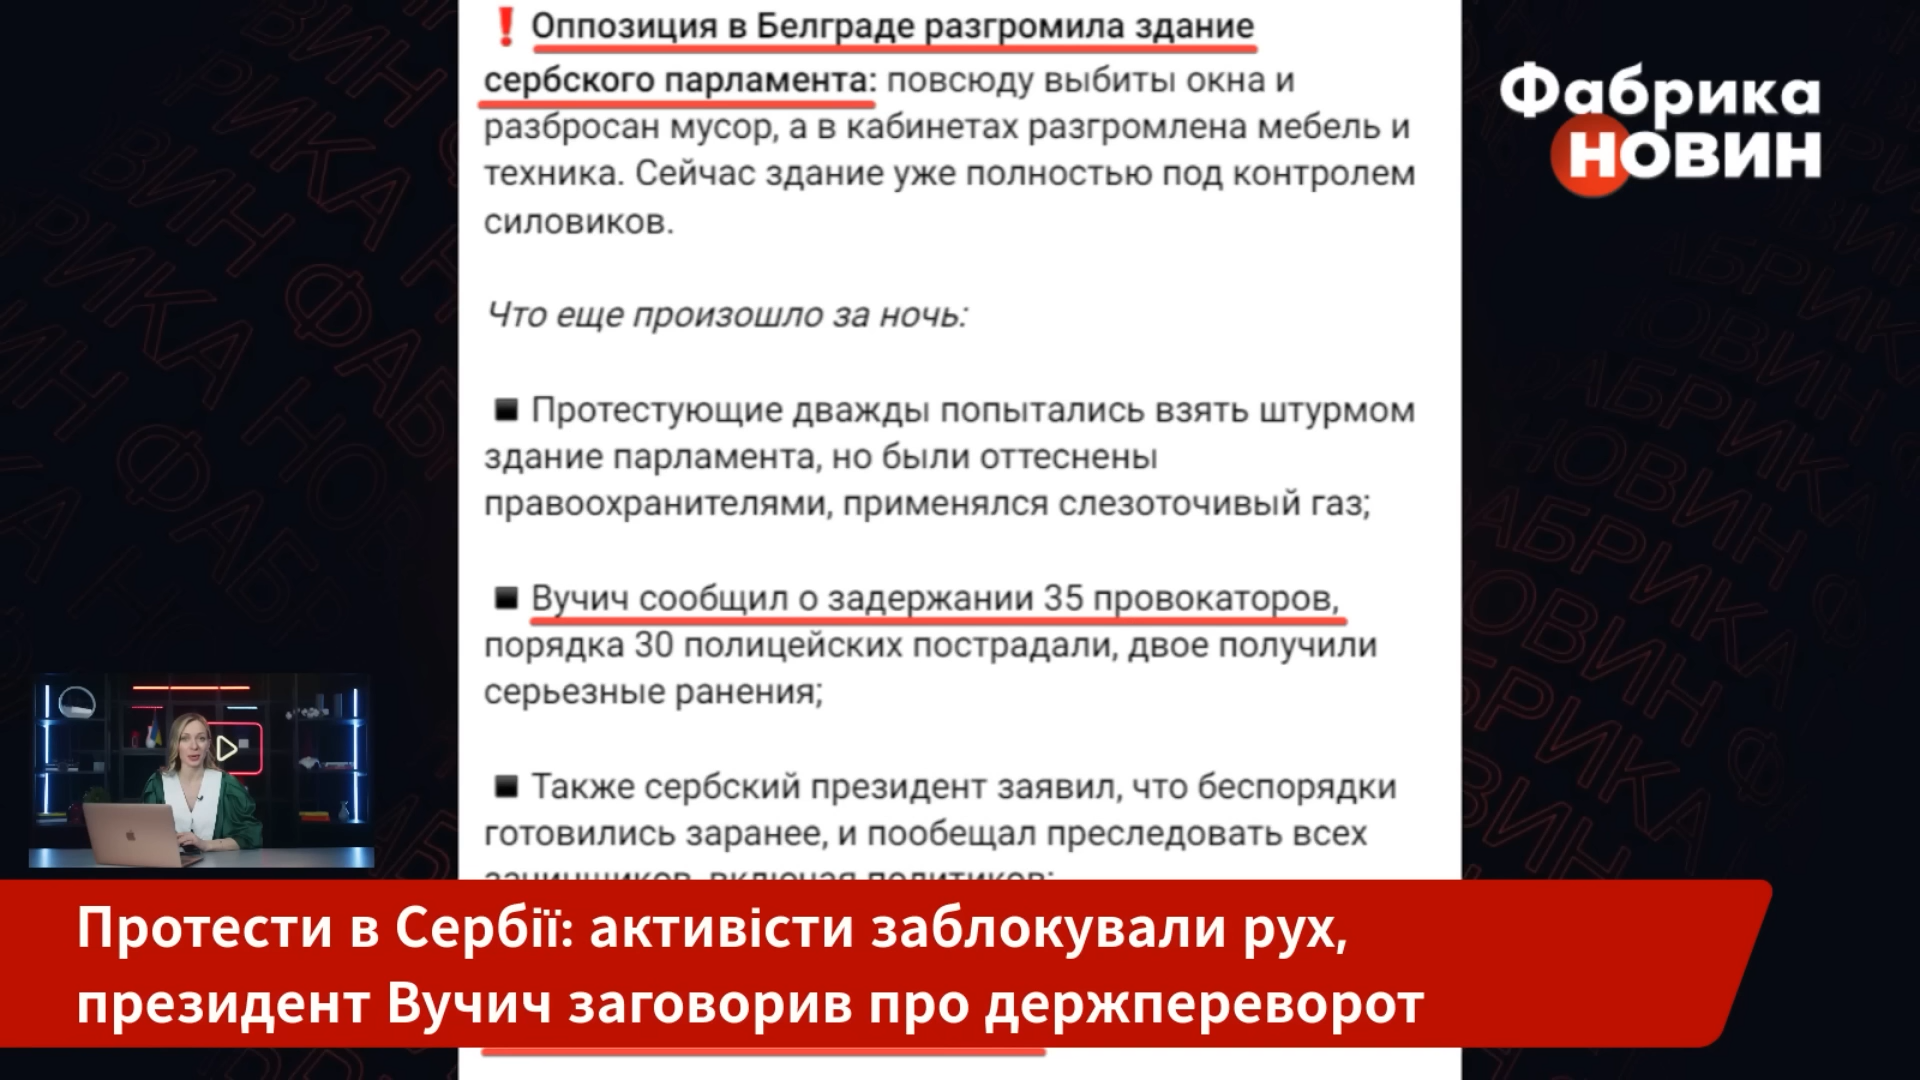 ❗ Оппозиция в Белграде разгромила здание
сербского парламента: повсюду выбиты окна и
разбросан мусор, а в кабинетах разгромлена мебель и
техника. Сейчас здание уже полностью под контролем
силовиков.
Что еще произошло за ночь:
◾ Протестующие дважды попытались взять штурмом
здание парламента, но были оттеснены
правоохранителями, применялся слезоточивый газ;
◾ Вучич сообщил о задержании 35 провокаторов,
порядка 30 полицейских пострадали, двое получили
серьезные ранения;
◾ Также сербский президент заявил, что беспорядки
готовились заранее, и пообещал преследовать всех
зачинщиков, включая политиков;
Фабрика
НОВИН
Протести в Сербії: активісти заблокували рух,
президент Вучич заговорив про держпереворот